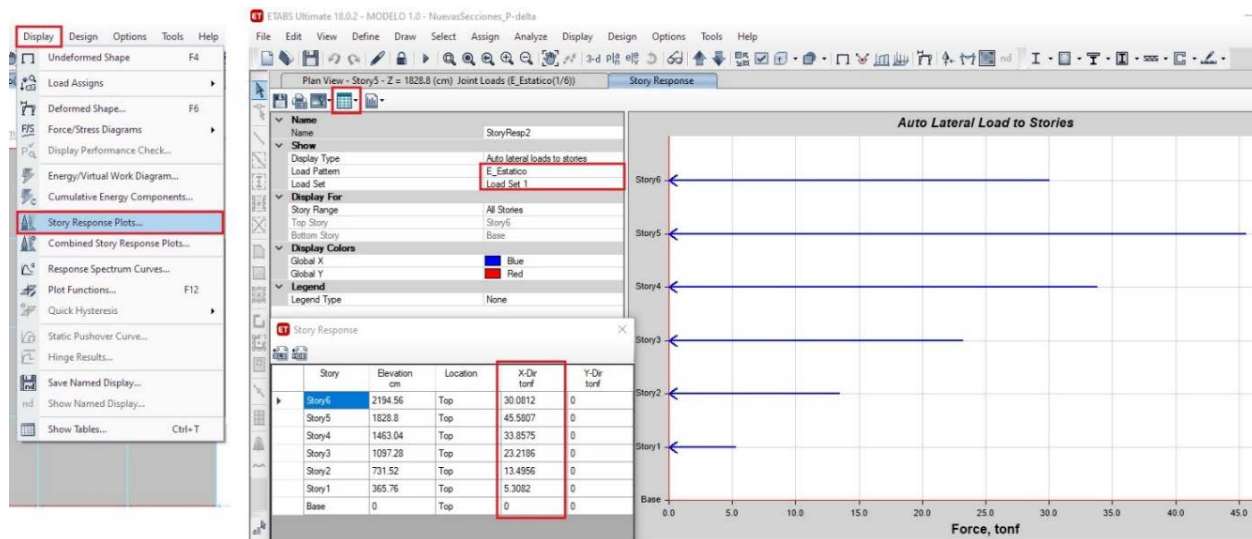 Display Design Options Tools Help
Undeformed Shape F4
Load Assigns
Deformed Shape... F6
Force/Stress Diagrams
Display Performance Check...
Energy/Virtual Work Diagram...
Cumulative Energy Components...
Story Response Plots...
Combined Story Response Plots...
Response Spectrum Curves...
Plot Functions... F12
Quick Hysteresis
Static Pushover Curve...
Hinge Results...
Save Named Display...
Show Named Display...
Show Tables... Ctrl+T
ETABS Ultimate 18.0.2 - MODELO 1.0 - NuevasSecciones_P-delta
File Edit View Define Draw Select Assign Analyze Display Design Options Tools Help
Plan View - Story5 - Z = 1828.8 (cm) Joint Loads (E_Estatico(1/6)) Story Response
Name
Name StoryResp2
Show
Display Type Auto lateral loads to stories
Load Pattern E_Estatico
Load Set Load Set 1
Display For
Story Range All Stories
Top Story Story6
Bottom Story Base
Display Colors
Global X Blue
Global Y Red
Legend
Legend Type None
Story Response
Story Elevation Location X-Dir Y-Dir
cm tonf tonf
Story6 2194.56 Top 30.0812 0
Story5 1828.8 Top 45.5807 0
Story4 1463.04 Top 33.8575 0
Story3 1097.28 Top 23.2186 0
Story2 731.52 Top 13.4956 0
Story1 365.76 Top 5.3082 0
Base 0 Top 0 0
Auto Lateral Load to Stories
Story6
Story5
Story4
Story3
Story2
Story1
Base
0.0 5.0 10.0 15.0 20.0 25.0 30.0 35.0 40.0 45.0
Force, tonf